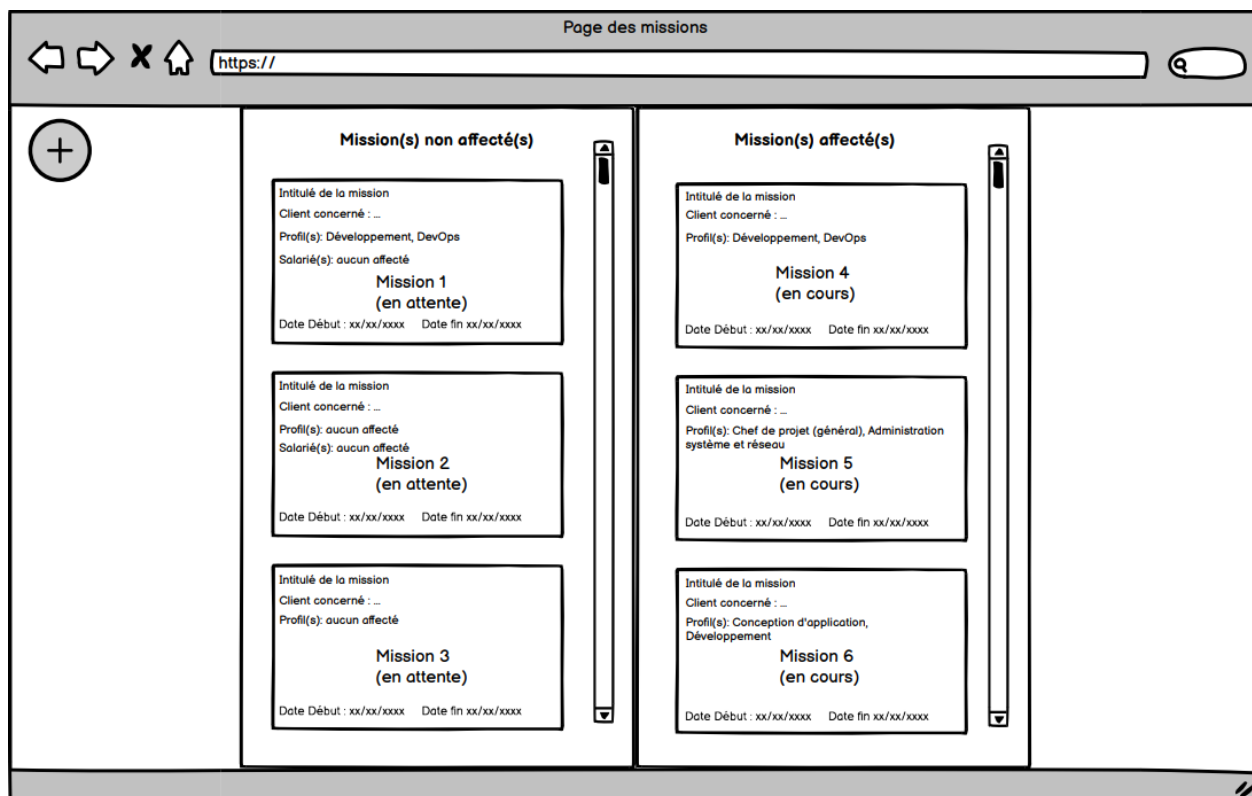 Page des missions
https://
+
Mission(s) non affecté(s)
Intitulé de la mission
Client concerné : ...
Profil(s): Développement, DevOps
Salarié(s): aucun affecté
Mission 1
(en attente)
Date Début : xx/xx/xxxx Date fin xx/xx/xxxx
Intitulé de la mission
Client concerné : ...
Profil(s): aucun affecté
Salarié(s): aucun affecté
Mission 2
(en attente)
Date Début : xx/xx/xxxx Date fin xx/xx/xxxx
Intitulé de la mission
Client concerné : ...
Profil(s): aucun affecté
Mission 3
(en attente)
Date Début : xx/xx/xxxx Date fin xx/xx/xxxx
Mission(s) affecté(s)
Intitulé de la mission
Client concerné : ...
Profil(s): Développement, DevOps
Mission 4
(en cours)
Date Début : xx/xx/xxxx Date fin xx/xx/xxxx
Intitulé de la mission
Client concerné : ...
Profil(s): Chef de projet (général), Administration
système et réseau
Mission 5
(en cours)
Date Début : xx/xx/xxxx Date fin xx/xx/xxxx
Intitulé de la mission
Client concerné : ...
Profil(s): Conception d'application,
Développement
Mission 6
(en cours)
Date Début : xx/xx/xxxx Date fin xx/xx/xxxx